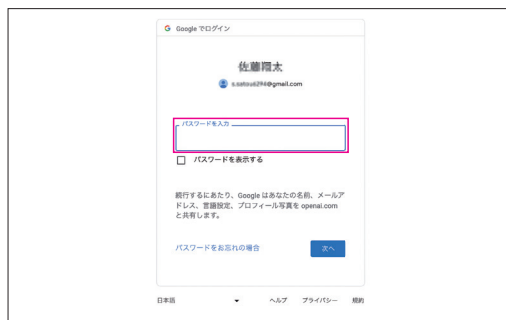 Google でログイン
@gmail.com
パスワードを入力
パスワードを表示する
続行するにあたり、Google はあなたの名前、メールア
ドレス、言語設定、プロフィール写真を openai.com
と共有します。
パスワードをお忘れの場合
次へ
日本語
ヘルプ
プライバシー
規約